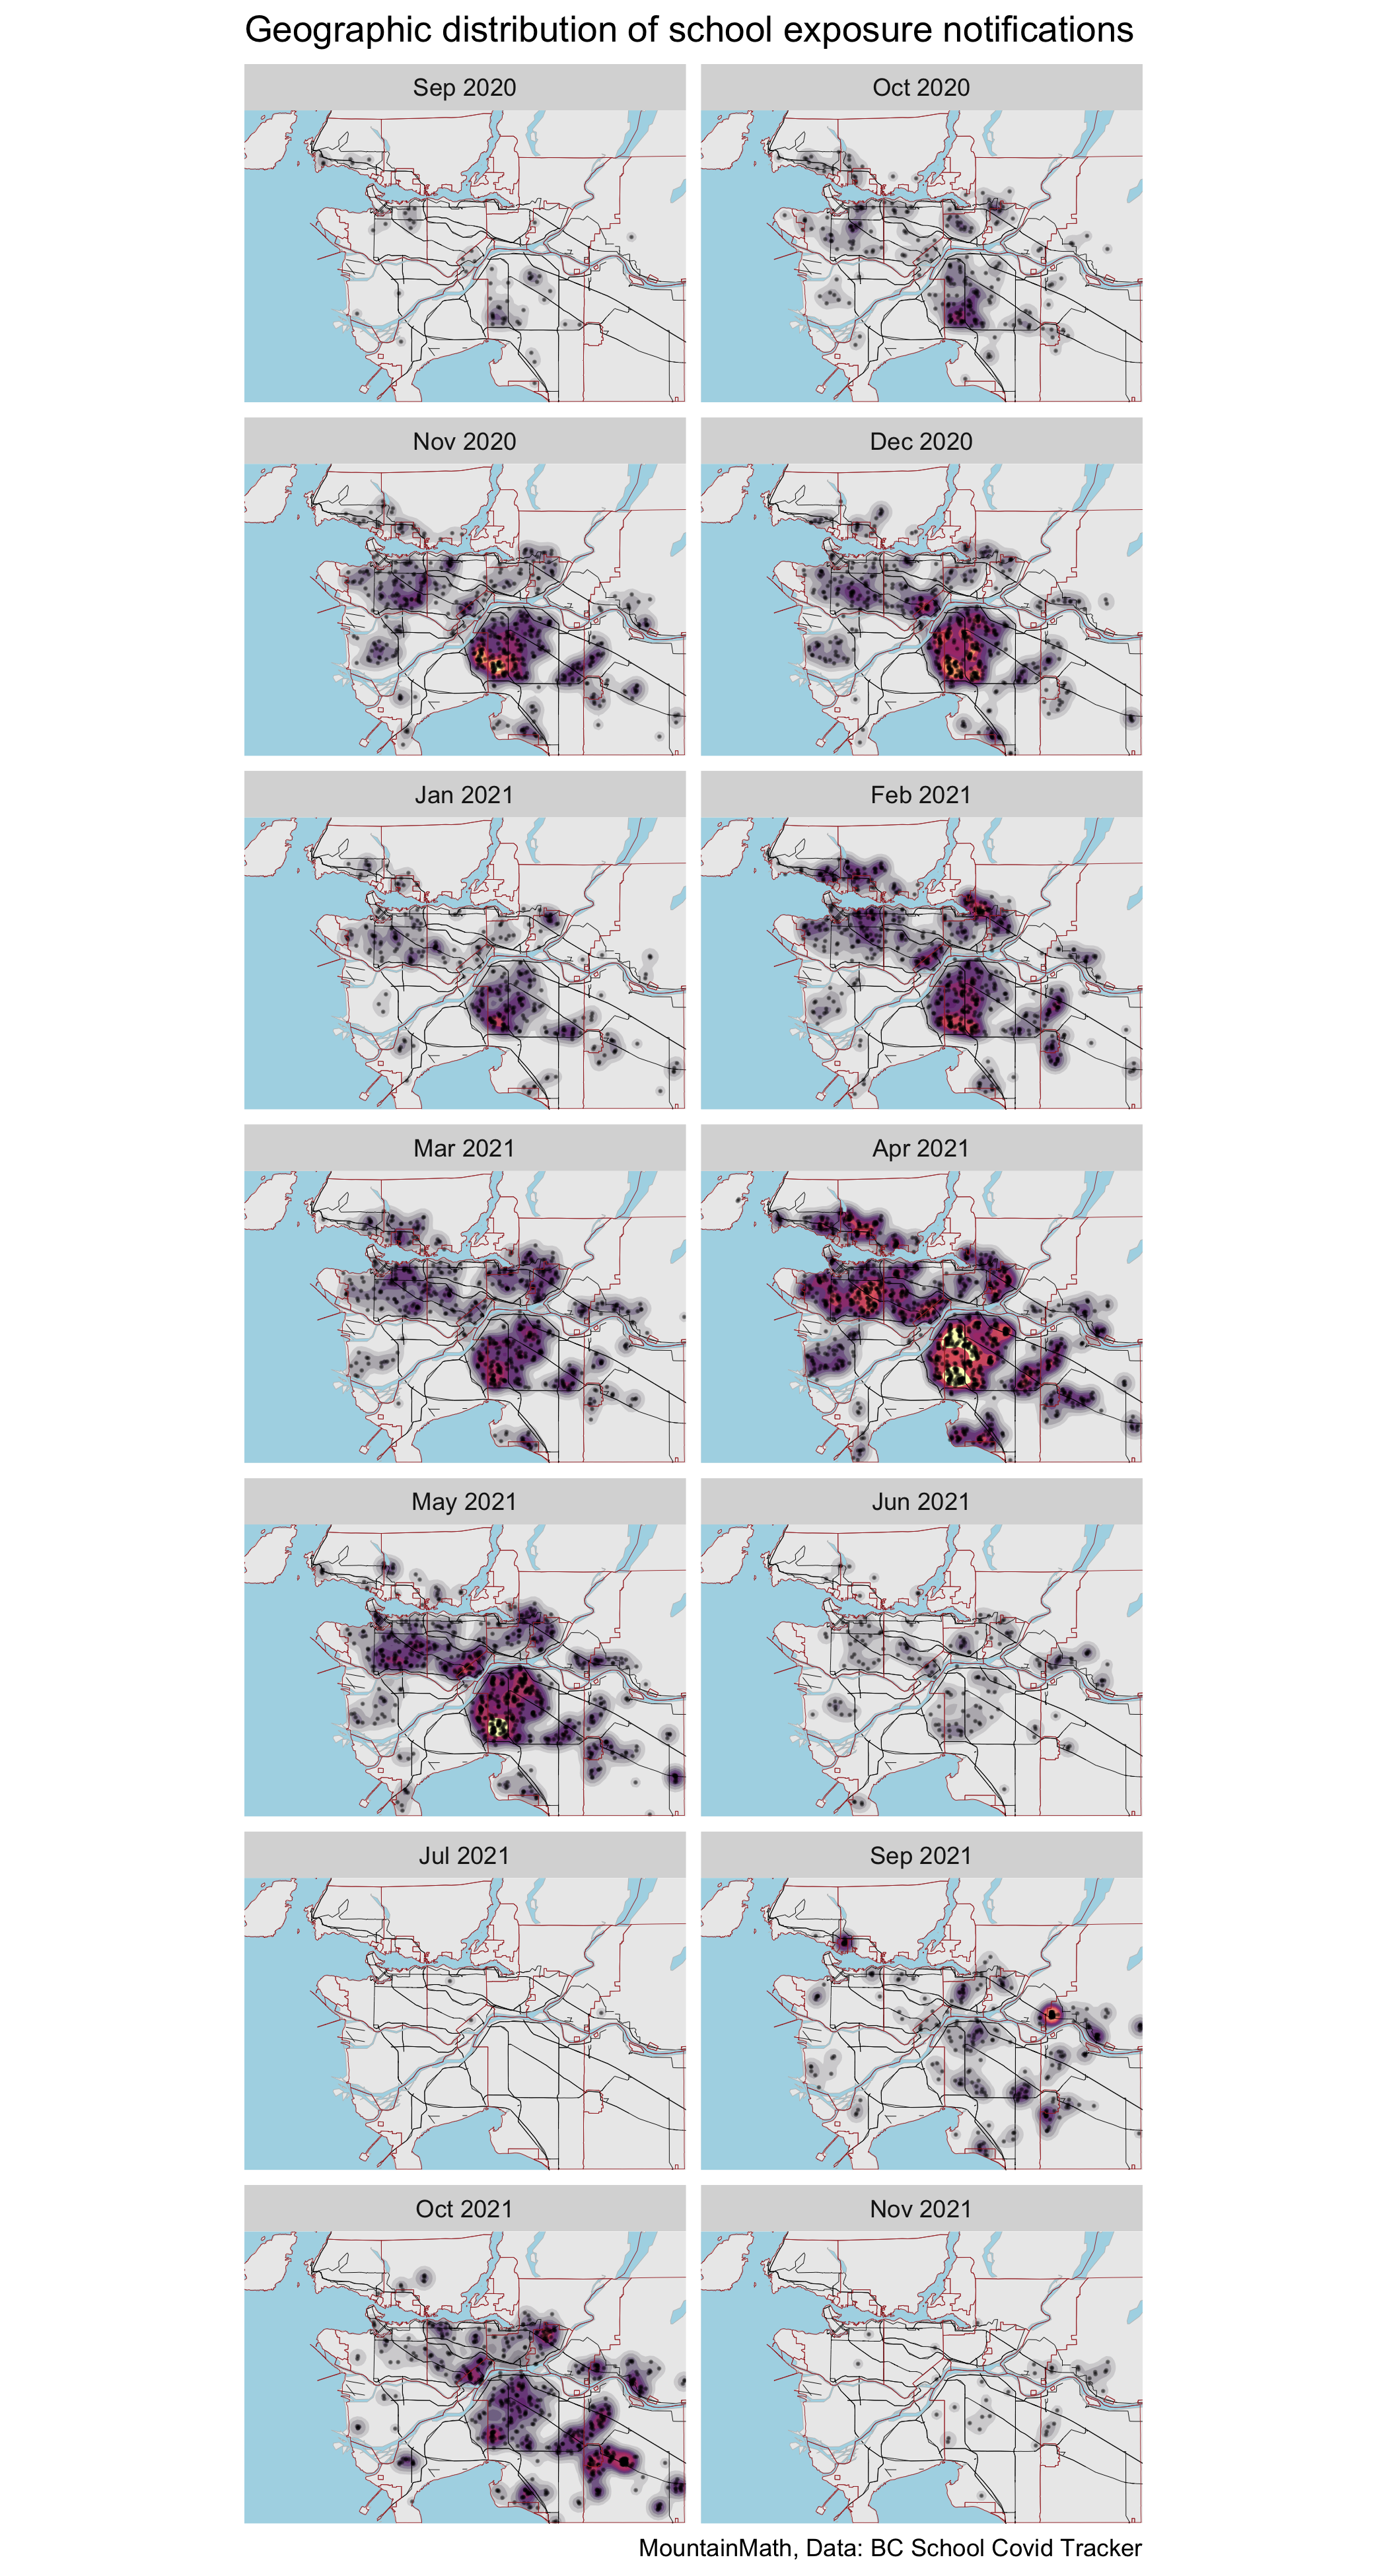 Geographic distribution of school exposure notifications
Sep 2020
Oct 2020
Nov 2020
Dec 2020
Jan 2021
Feb 2021
Mar 2021
Apr 2021
May 2021
Jun 2021
Jul 2021
Sep 2021
Oct 2021
Nov 2021
MountainMath, Data: BC School Covid Tracker